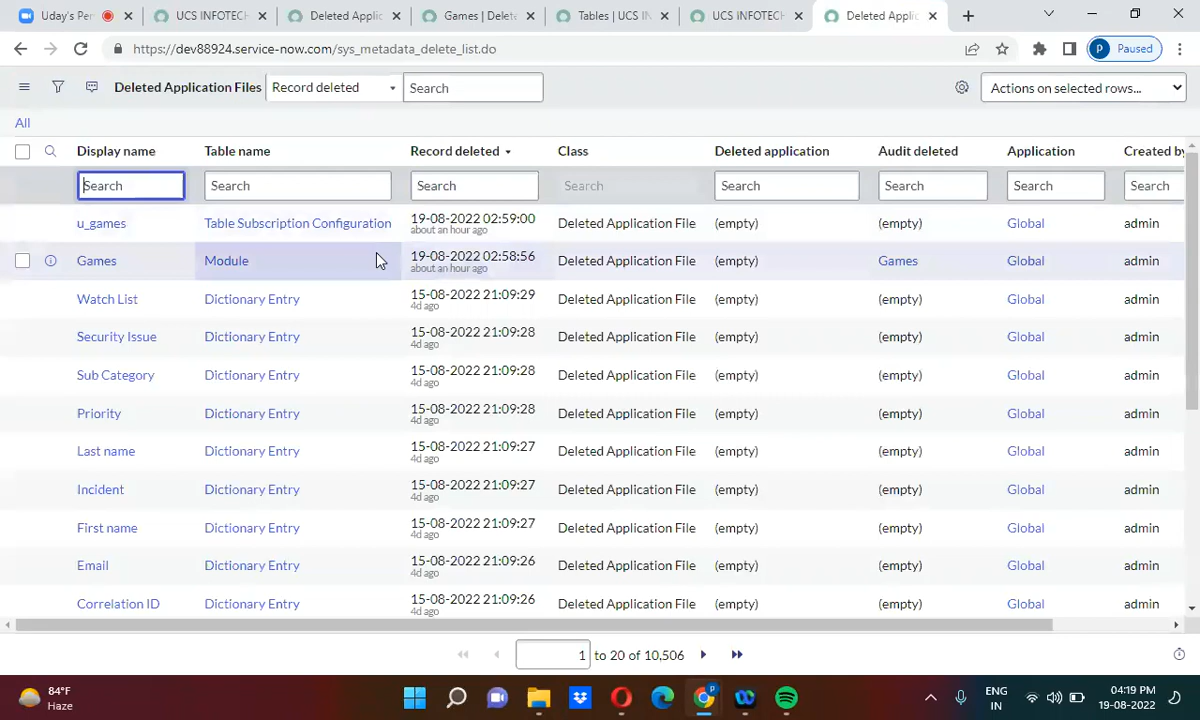 Uday's Per
UCS INFOTECH
Deleted Applic
Games | Delet
Tables | UCS IN
UCS INFOTECH
Deleted Applic
https://dev88924.service-now.com/sys_metadata_delete_list.do
P Paused
Deleted Application Files Record deleted Search Actions on selected rows...
All
Display name Table name Record deleted Class Deleted application Audit deleted Application Created by
Search Search Search Search Search Search Search Search
u_games Table Subscription Configuration 19-08-2022 02:59:00 Deleted Application File (empty) (empty) Global admin
about an hour ago
Games Module 19-08-2022 02:58:56 Deleted Application File (empty) Games Global admin
about an hour ago
Watch List Dictionary Entry 15-08-2022 21:09:29 Deleted Application File (empty) (empty) Global admin
4d ago
Security Issue Dictionary Entry 15-08-2022 21:09:28 Deleted Application File (empty) (empty) Global admin
4d ago
Sub Category Dictionary Entry 15-08-2022 21:09:28 Deleted Application File (empty) (empty) Global admin
4d ago
Priority Dictionary Entry 15-08-2022 21:09:28 Deleted Application File (empty) (empty) Global admin
4d ago
Last name Dictionary Entry 15-08-2022 21:09:27 Deleted Application File (empty) (empty) Global admin
4d ago
Incident Dictionary Entry 15-08-2022 21:09:27 Deleted Application File (empty) (empty) Global admin
4d ago
First name Dictionary Entry 15-08-2022 21:09:27 Deleted Application File (empty) (empty) Global admin
4d ago
Email Dictionary Entry 15-08-2022 21:09:26 Deleted Application File (empty) (empty) Global admin
4d ago
Correlation ID Dictionary Entry 15-08-2022 21:09:26 Deleted Application File (empty) (empty) Global admin
4d ago
1 to 20 of 10,506
84°F
Haze
ENG
IN
04:19 PM
19-08-2022